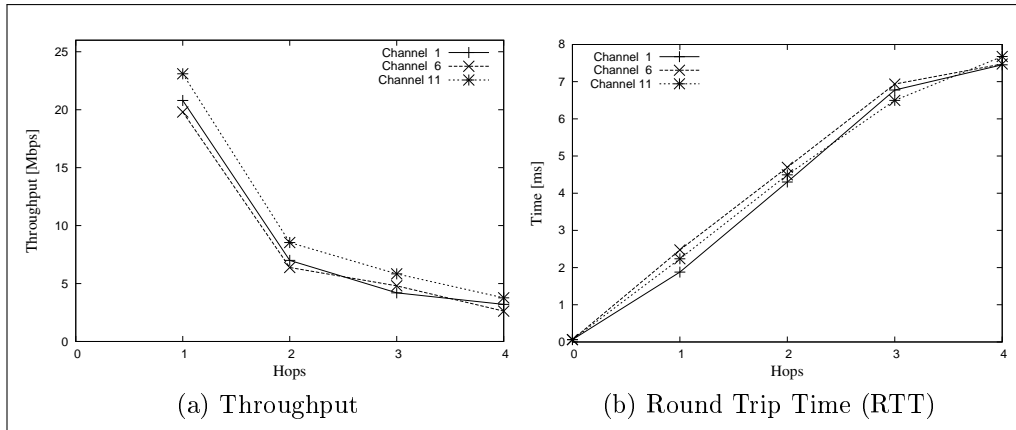 25
20
15
10
5
0
0
1
2
3
4
Throughput [Mbps]
Hops
Channel 1
Channel 6
Channel 11
(a) Throughput
8
7
6
5
4
3
2
1
0
0
1
2
3
4
Time [ms]
Hops
Channel 1
Channel 6
Channel 11
(b) Round Trip Time (RTT)